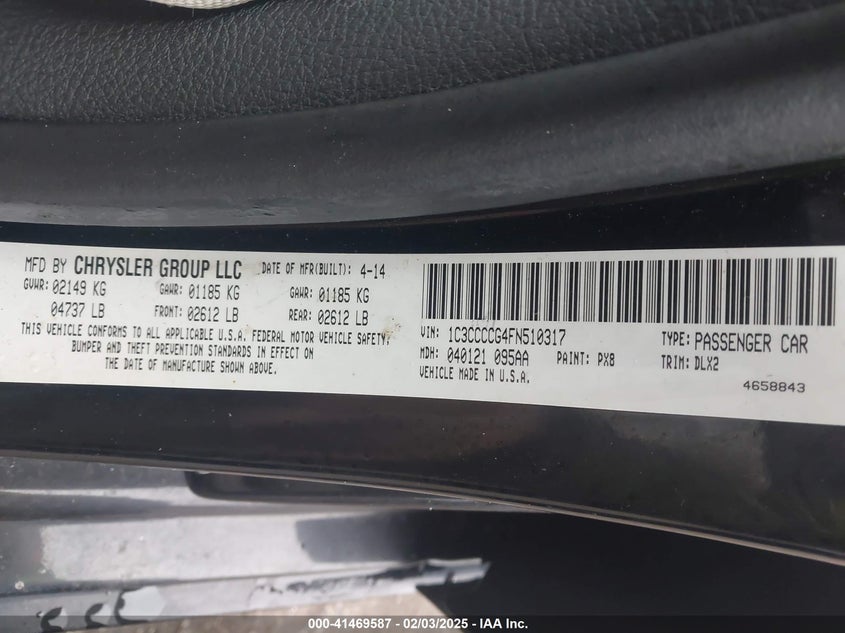 MFD BY CHRYSLER GROUP LLC DATE OF MFR(BUILT): 4-14
GVWR: 02149 KG GAWR: 01185 KG GAWR: 01185 KG
04737 LB FRONT: 02612 LB REAR: 02612 LB
THIS VEHICLE CONFORMS TO ALL APPLICABLE U.S.A. FEDERAL MOTOR VEHICLE SAFETY,
BUMPER AND THEFT PREVENTION STANDARDS IN EFFECT ON
THE DATE OF MANUFACTURE SHOWN ABOVE.
VIN: 1C3CCCCG4FN510317 TYPE: PASSENGER CAR
MDH: 040121 095AA PAINT: PX8 TRIM: DLX2
VEHICLE MADE IN U.S.A.
4658843
000-41469587 - 02/03/2025 - IAA Inc.